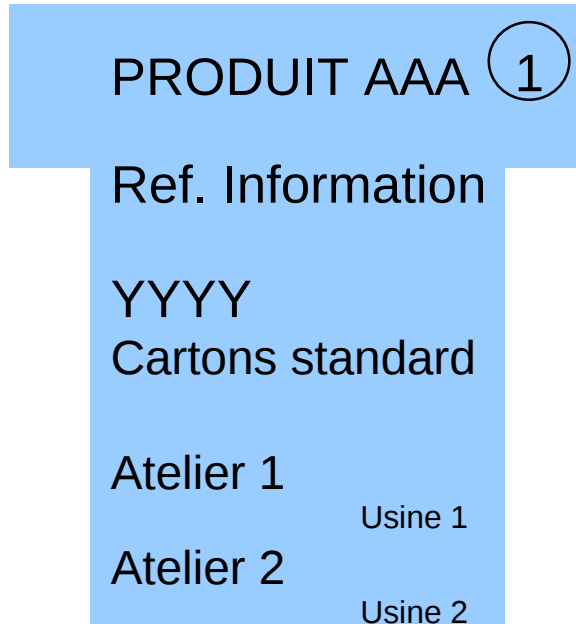 PRODUIT AAA 1
Ref. Information
YYYY
Cartons standard
Atelier 1
Usine 1
Atelier 2
Usine 2